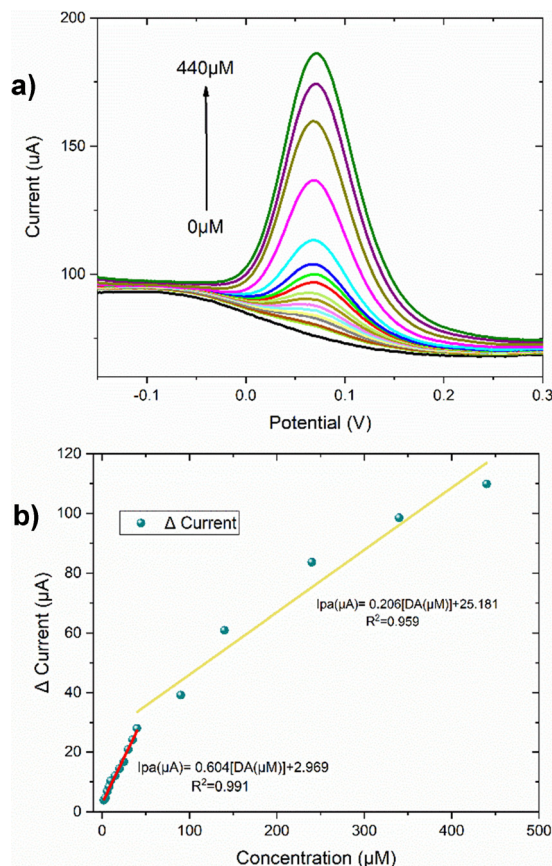 a)
200
150
100
Current (uA)
440µM
0µM
-0.1
0.0
0.1
0.2
0.3
Potential (V)
b)
120
100
80
60
40
20
0
Δ Current (µA)
Δ Current
Ipa(µA)= 0.206[DA(µM)]+25.181
R²=0.959
Ipa(µA)= 0.604[DA(µM)]+2.969
R²=0.991
0
100
200
300
400
500
Concentration (µM)